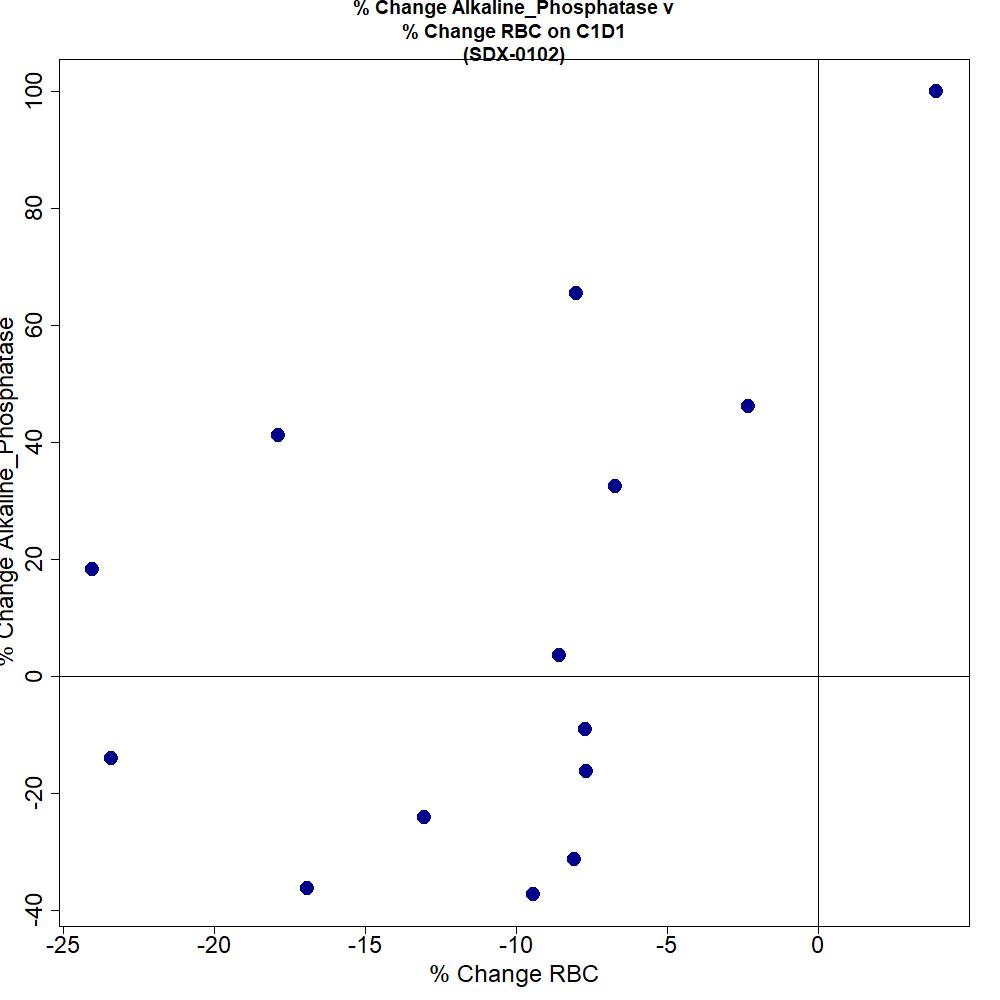 % Change Alkaline_Phosphatase v
% Change RBC on C1D1
(SDX-0102)
100
80
60
40
20
0
-20
-40
% Change Alkaline_Phosphatase
-25
-20
-15
-10
-5
0
% Change RBC